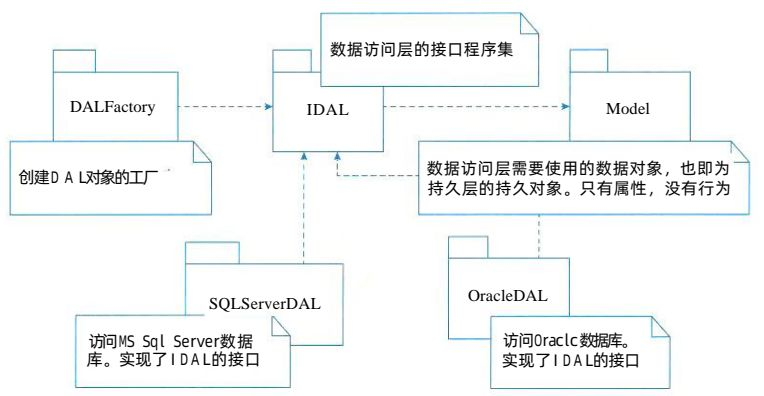 数据访问层的接口程序集
DALFactory
IDAL
Model
创建DAL对象的工厂
数据访问层需要使用的数据对象，也即为
持久层的持久对象。只有属性，没有行为
SQLServerDAL
OracleDAL
访问MS Sql Server数据
库。实现了IDAL的接口
访问Oraclc数据库。
实现了IDAL的接口